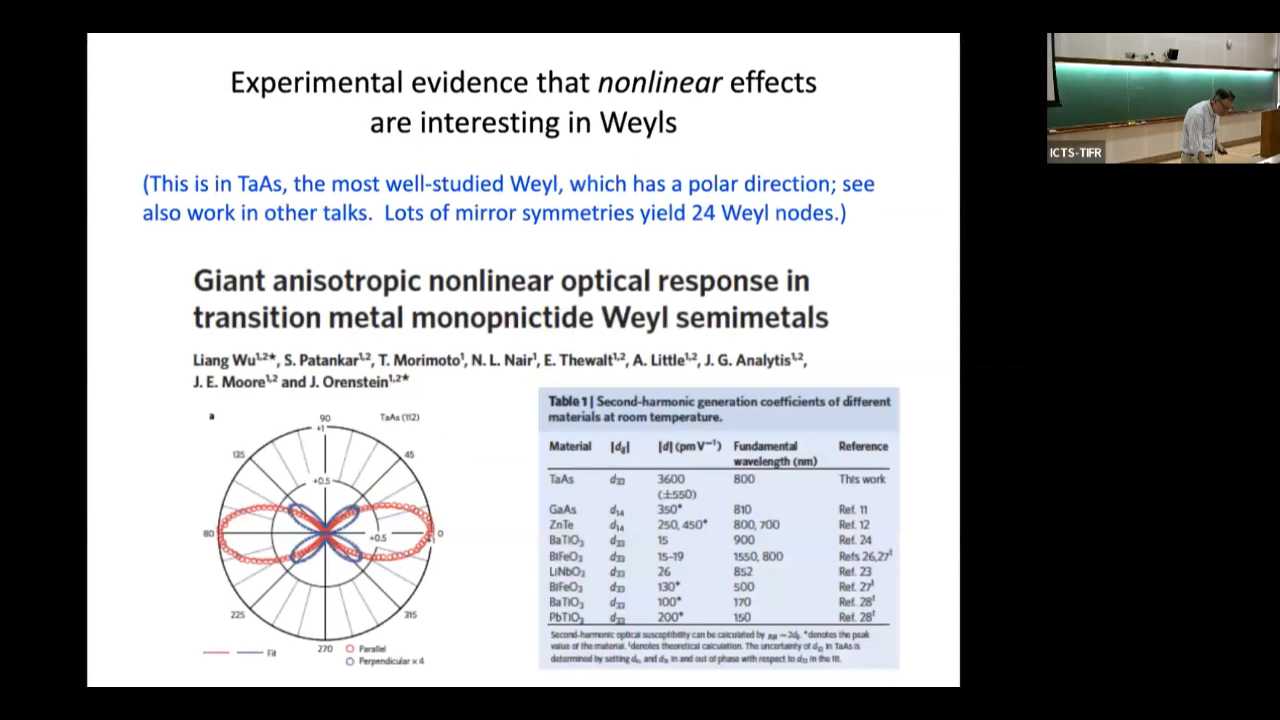 Experimental evidence that nonlinear effects
are interesting in Weyls
(This is in TaAs, the most well-studied Weyl, which has a polar direction; see
also work in other talks. Lots of mirror symmetries yield 24 Weyl nodes.)
Giant anisotropic nonlinear optical response in
transition metal monopnictide Weyl semimetals
Liang Wu1,2*, S. Patankar1,2, T. Morimoto1, N. L. Nair1, E. Thewalt1,2, A. Little1,2, J. G. Analytis1,2,
J. E. Moore1,2 and J. Orenstein1,2*
a
90
TaAs (112)
+1
135
45
+0.5
80
+0.5
0
225
315
270
Parallel
Fit
Perpendicular × 4
Table 1 | Second-harmonic generation coefficients of different
materials at room temperature.
Material |dij| |d| (pm V−1) Fundamental Reference
wavelength (nm)
TaAs d33 3600 800 This work
(±550)
GaAs d14 350* 810 Ref. 11
ZnTe d14 250, 450* 800, 700 Ref. 12
BaTiO3 d33 15 900 Ref. 24
BiFeO3 d33 15-19 1550, 800 Refs 26,27†
LiNbO3 d33 26 852 Ref. 23
BiFeO3 d33 130* 500 Ref. 27†
BaTiO3 d33 100* 170 Ref. 28†
PbTiO3 d33 200* 150 Ref. 28†
Second-harmonic optical susceptibility can be calculated by = 2d. *denotes the peak
value of the material. †denotes theoretical calculation. The uncertainty of d33 in TaAs is
determined by setting and in and out of phase with respect to d33 in the fit.
ICTS-TIFR